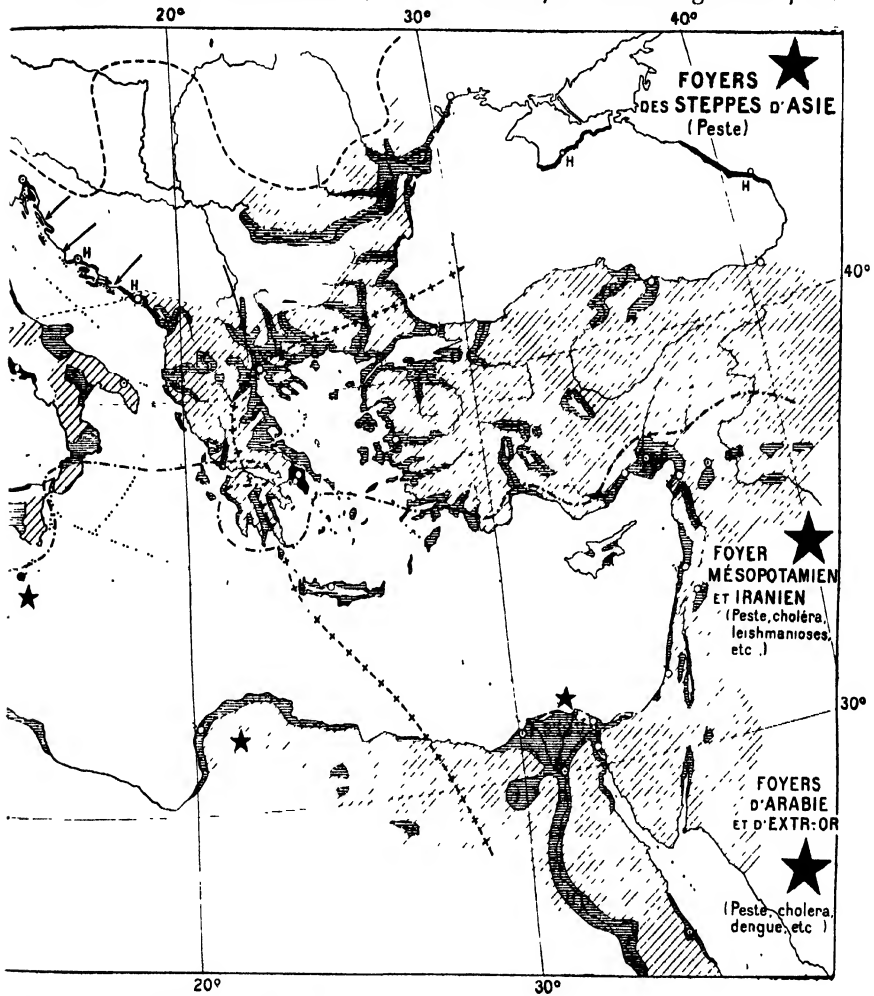 20°
30°
40°
FOYERS
DES STEPPES D'ASIE
(Peste)
H
H
H
H
40°
FOYER
MÉSOPOTAMIEN
ET IRANIEN
(Peste, choléra,
leishmanioses,
etc.)
30°
FOYERS
D'ARABIE
ET D'EXTR-OR
(Peste, cholera,
dengue, etc )
20°
30°